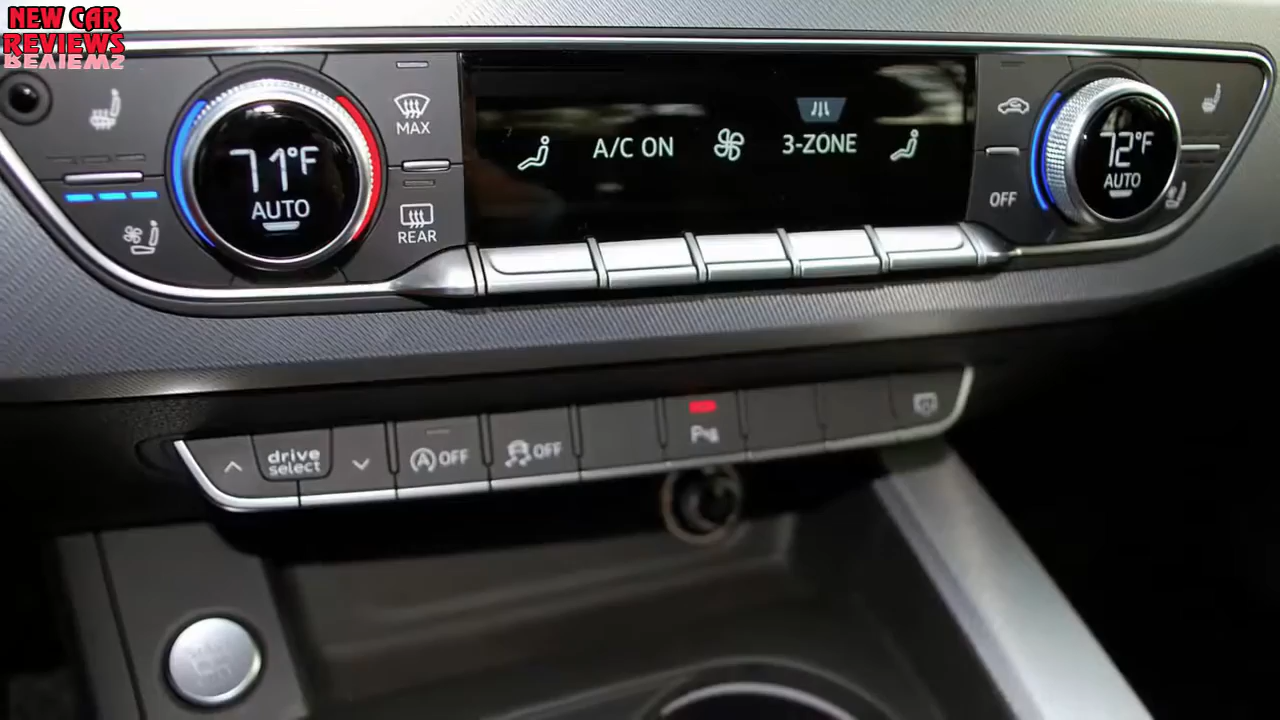 NEW CAR
REVIEWS
71°F
AUTO
MAX
REAR
A/C ON
3-ZONE
OFF
72°F
AUTO
drive
select
A OFF
OFF